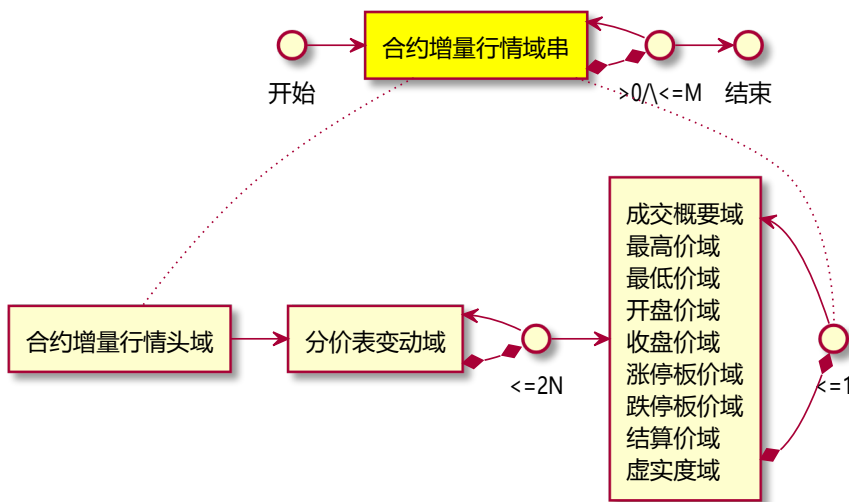 合约增量行情域串
开始
>0/\<=M
结束
成交概要域
最高价域
最低价域
开盘价域
收盘价域
涨停板价域
跌停板价域
结算价域
虚实度域
合约增量行情头域
分价表变动域
<=2N
<=1